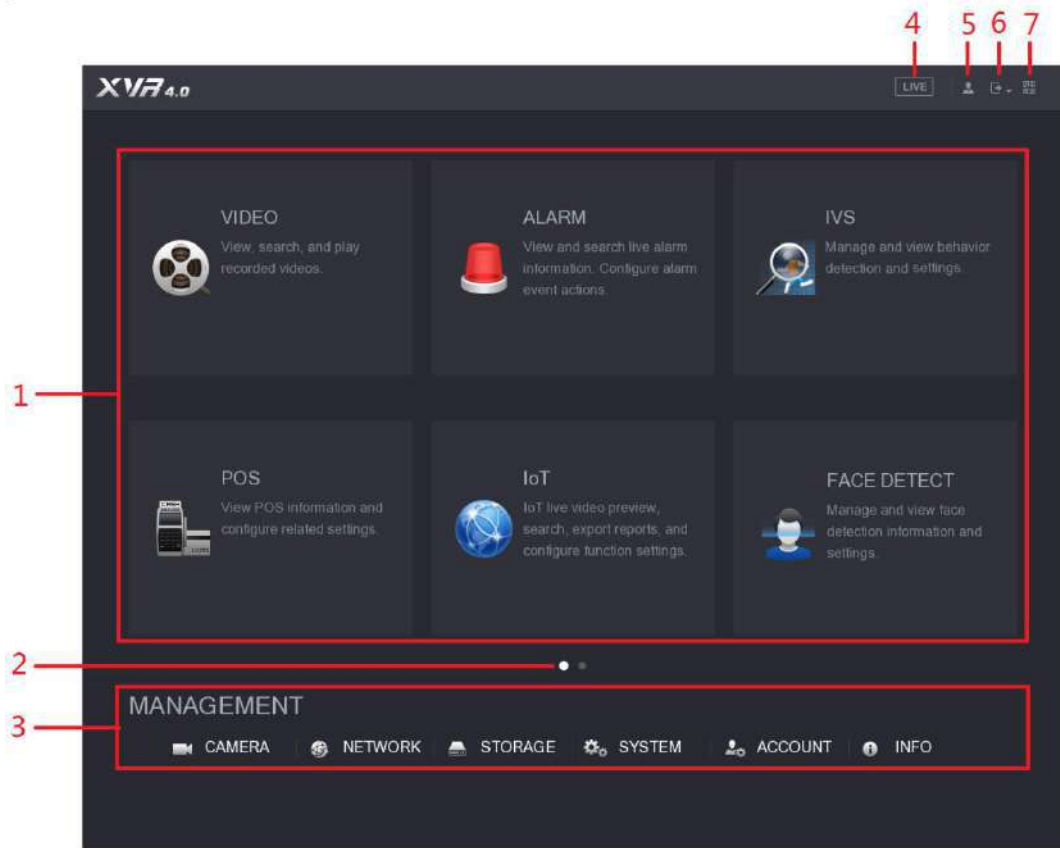 4 5 6 7
XVR 4.0
LIVE
VIDEO
View, search, and play
recorded videos.
ALARM
View and search live alarm
information. Configure alarm
event actions.
IVS
Manage and view behavior
detection and settings.
1
POS
View POS information and
configure related settings.
IoT
IoT live video preview,
search, export reports, and
configure function settings.
FACE DETECT
Manage and view face
detection information and
settings.
2
MANAGEMENT
3
CAMERA NETWORK STORAGE SYSTEM ACCOUNT INFO